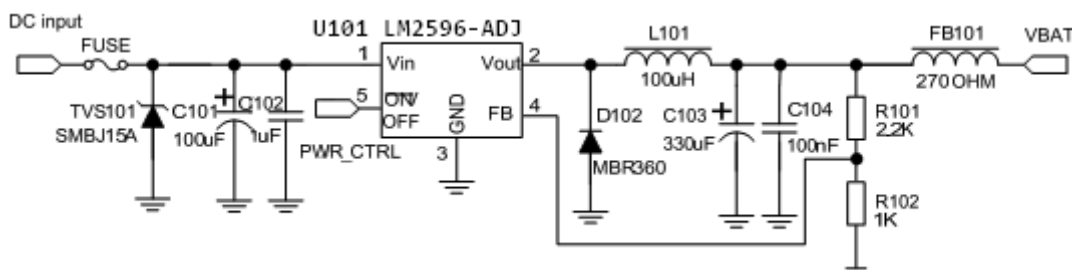 DC input
FUSE
TVS101
SMBJ15A
C101
100uF
C102
1uF
U101 LM2596-ADJ
1
Vin
Vout
2
5
ON/
OFF
GND
FB
4
3
PWR_CTRL
L101
100uH
D102
MBR360
C103
330uF
C104
100nF
R101
2.2K
R102
1K
FB101
270 OHM
VBAT